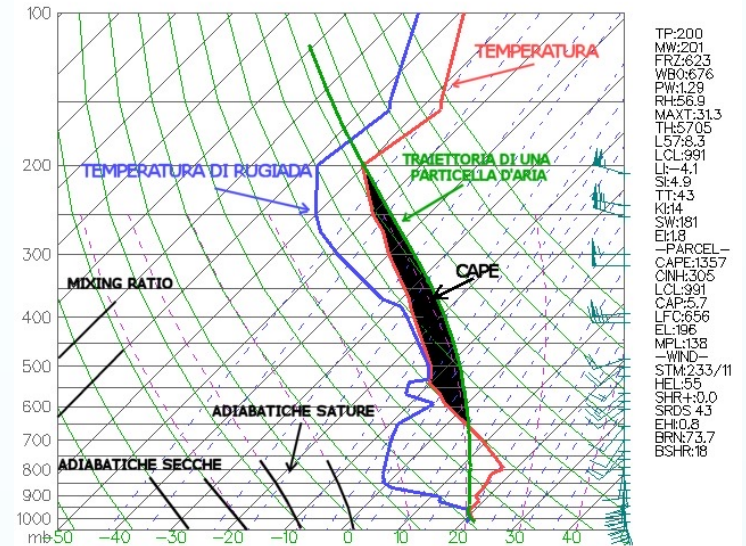 100
200
300
400
500
600
700
800
900
1000
mb
-50
-40
-30
-20
-10
0
10
20
30
40
TEMPERATURA
TEMPERATURA DI RUGIADA
TRAIETTORIA DI UNA
PARTICELLA D'ARIA
CAPE
MIXING RATIO
ADIABATICHE SATURE
ADIABATICHE SECCHE
TP:200
MW:201
FRZ:623
WB0:676
PW:1.29
RH:56.9
MAXT:31.3
TH:5705
L57:8.3
LCL:991
LI:-4.1
SI:4.9
TT:43
KI:14
SW:181
EI:1.8
-PARCEL-
CAPE:1357
CINH:305
LCL:991
CAP:5.7
LFC:656
EL:196
MPL:138
-WIND-
STM:233/11
HEL:55
SHR+:0.0
SRDS 43
EHI:0.8
BRN:73.7
BSHR:18